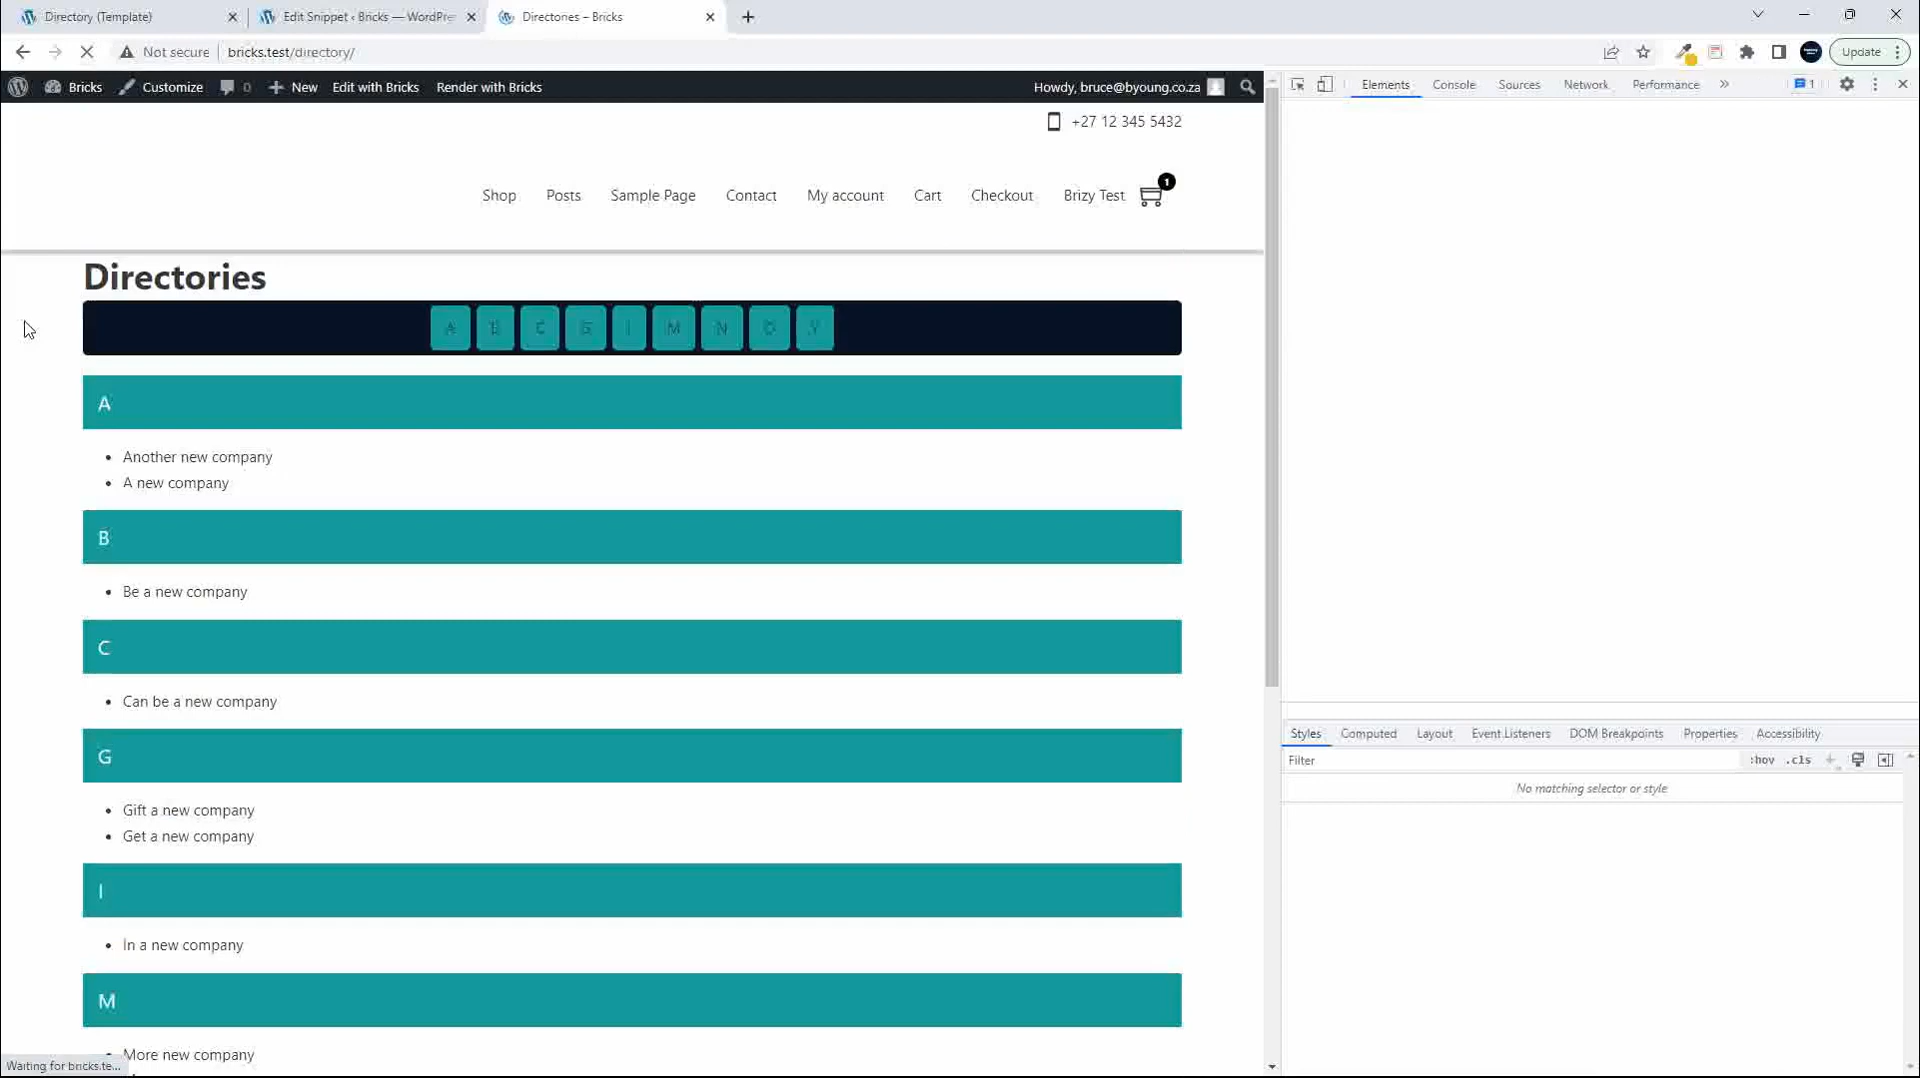 Directory (Template)
Edit Snippet ‹ Bricks — WordPre
Directories – Bricks
Not secure
bricks.test/directory/
Update
Bricks
Customize
0
New
Edit with Bricks
Render with Bricks
Howdy, bruce@byoung.co.za
+27 12 345 5432
Shop
Posts
Sample Page
Contact
My account
Cart
Checkout
Brizy Test
1
Directories
A B C G I M N O Y
A
Another new company
A new company
B
Be a new company
C
Can be a new company
G
Gift a new company
Get a new company
I
In a new company
M
More new company
Waiting for bricks.te...
Elements
Console
Sources
Network
Performance
»
1
Styles
Computed
Layout
Event Listeners
DOM Breakpoints
Properties
Accessibility
Filter
:hov
.cls
No matching selector or style